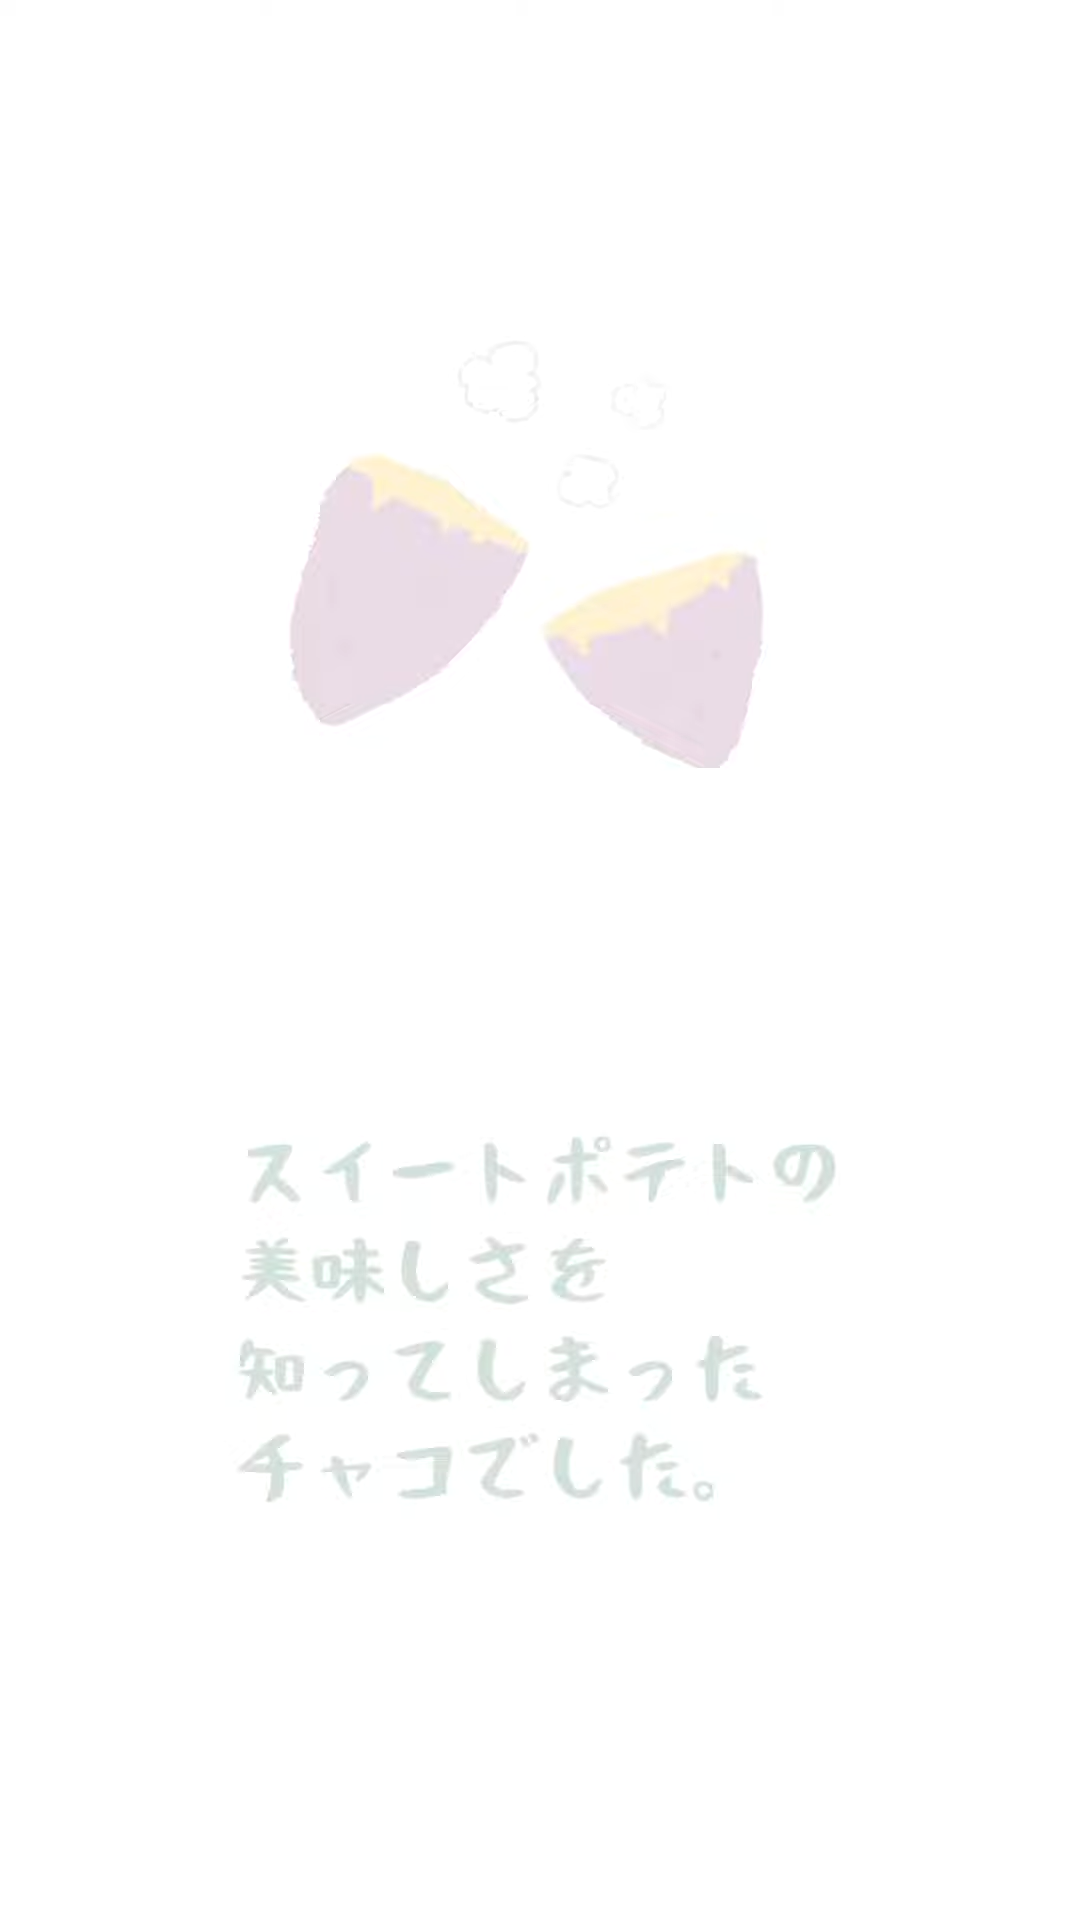 スイートポテトの
美味しさを
知ってしまった
チャコでした。